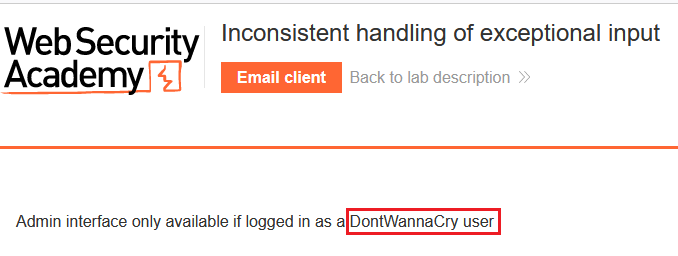 Web Security
Academy
Inconsistent handling of exceptional input
Email client
Back to lab description
Admin interface only available if logged in as a DontWannaCry user